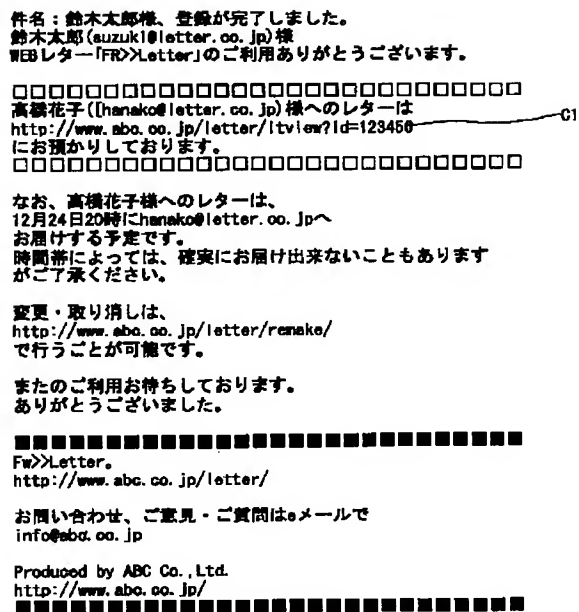 件名：鈴木太郎様、登録が完了しました。
鈴木太郎(suzuki@letter.co.jp)様
WEBレター「FR>>Letter」のご利用ありがとうございます。
□□□□□□□□□□□□□□□□□□□□□□□□□□□□
高橋花子([hanako@letter.co.jp)様へのレターは
http://www.abc.co.jp/letter/ltview?id=123456 C1
にお預かりしております。
□□□□□□□□□□□□□□□□□□□□□□□□□□□□
なお、高橋花子様へのレターは、
12月24日20時にhanako@letter.co.jpへ
お届けする予定です。
時間帯によっては、確実にお届け出来ないこともあります
がご了承ください。
変更・取り消しは、
http://www.abc.co.jp/letter/remake/
で行うことが可能です。
またのご利用お待ちしております。
ありがとうございました。
■■■■■■■■■■■■■■■■■■■■■■■■■■■■
Fw>>Letter。
http://www.abc.co.jp/letter/
お問い合わせ、ご意見・ご質問はeメールで
info@abc.co.jp
Produced by ABC Co.,Ltd.
http://www.abc.co.jp/
■■■■■■■■■■■■■■■■■■■■■■■■■■■■